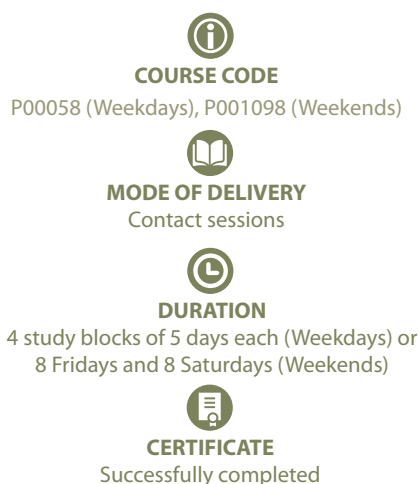 COURSE CODE
P00058 (Weekdays), P001098 (Weekends)
MODE OF DELIVERY
Contact sessions
DURATION
4 study blocks of 5 days each (Weekdays) or
8 Fridays and 8 Saturdays (Weekends)
CERTIFICATE
Successfully completed